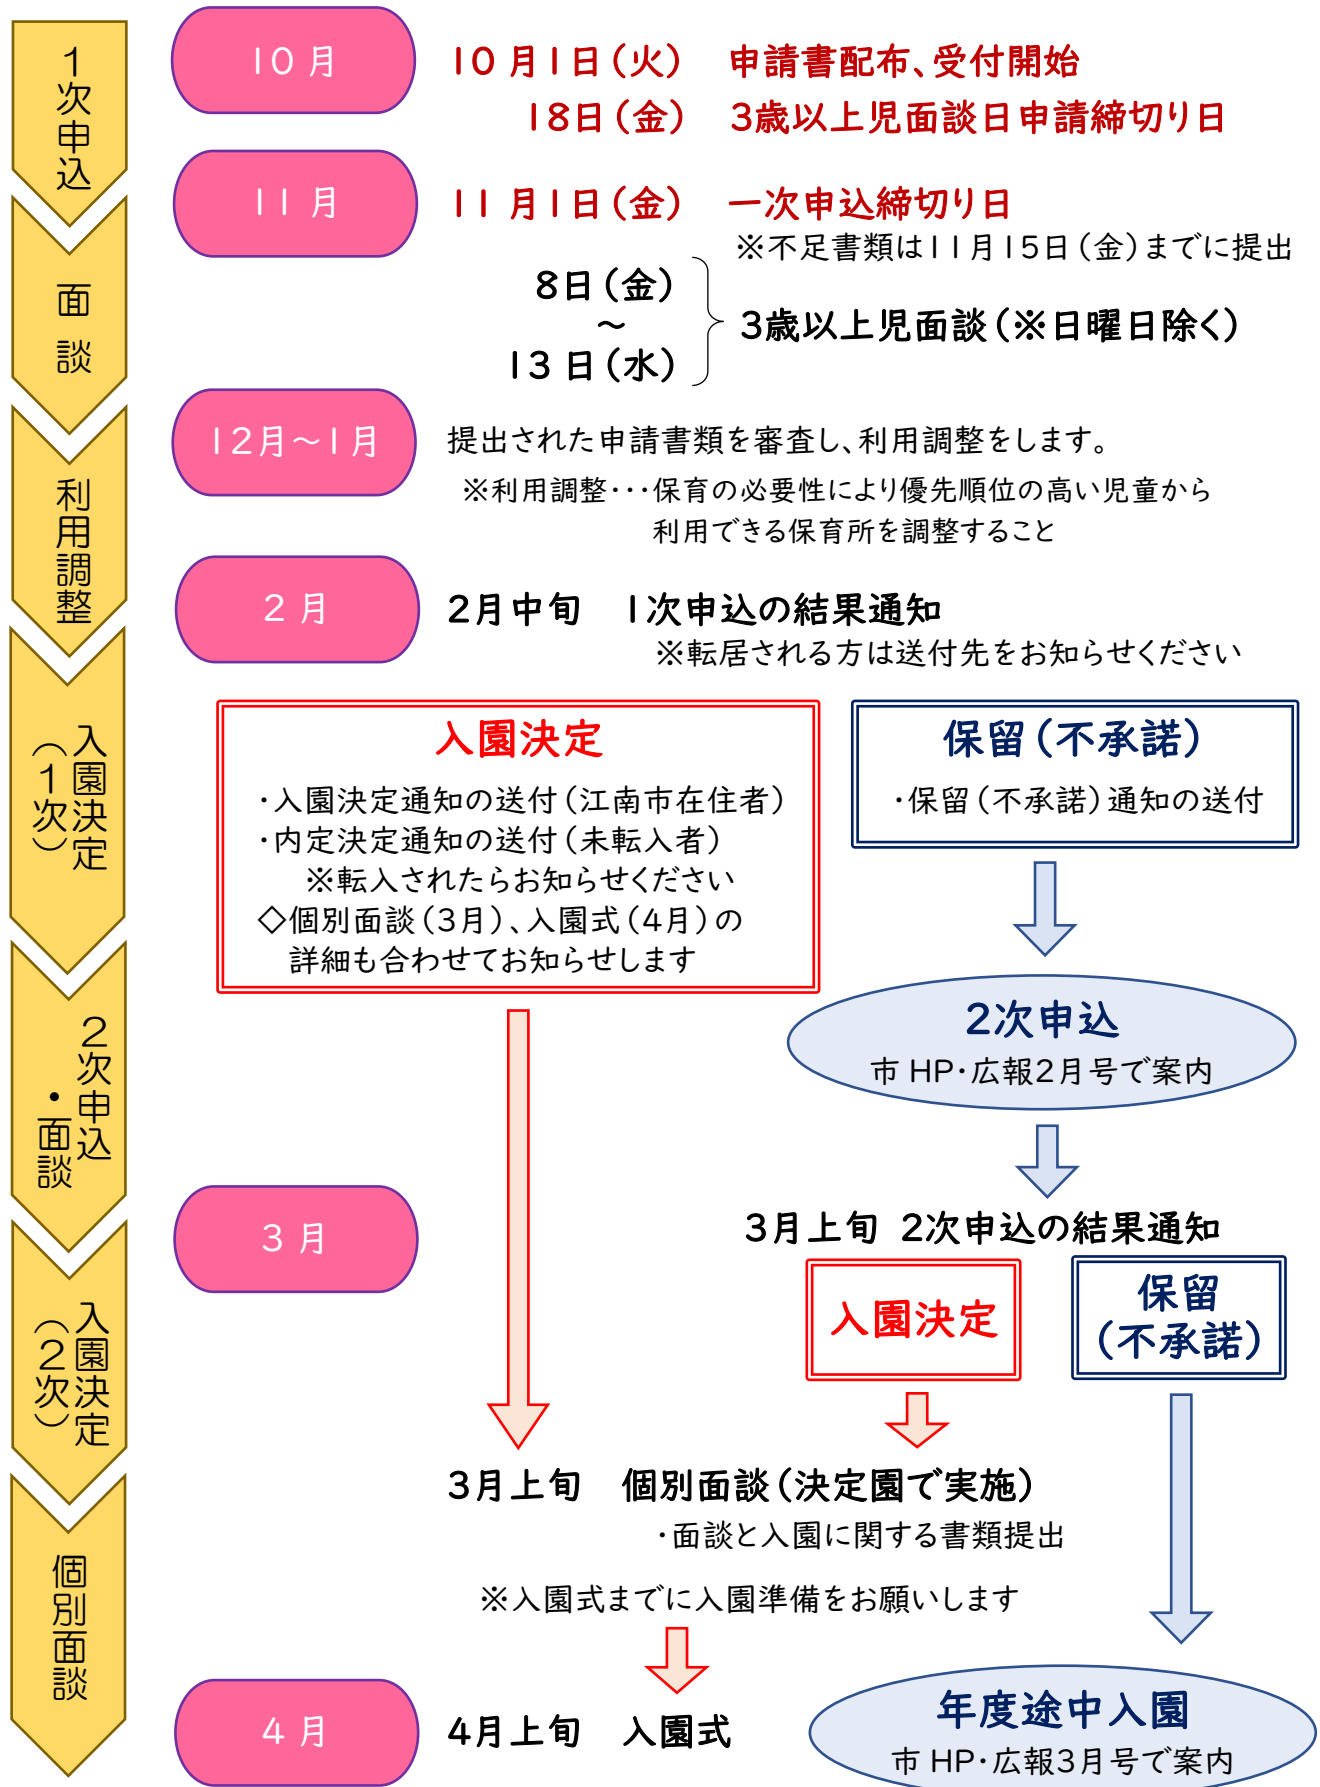 1次申込
10月
10月1日（火）　申請書配布、受付開始
18日（金）　3歳以上児面談日申請締切り日
11月
11月1日（金）　一次申込締切り日
※不足書類は11月15日（金）までに提出
面談
8日（金）
～
13日（水）
3歳以上児面談（※日曜日除く）
利用調整
12月～1月
提出された申請書類を審査し、利用調整をします。
※利用調整･･･保育の必要性により優先順位の高い児童から
利用できる保育所を調整すること
2月
2月中旬　1次申込の結果通知
※転居される方は送付先をお知らせください
入園決定
（1次）
入園決定
・入園決定通知の送付（江南市在住者）
・内定決定通知の送付（未転入者）
※転入されたらお知らせください
◇個別面談（3月）、入園式（4月）の
詳細も合わせてお知らせします
保留（不承諾）
・保留（不承諾）通知の送付
2次申込
・面談
2次申込
市 HP・広報2月号で案内
3月
3月上旬　2次申込の結果通知
入園決定
（2次）
入園決定
保留
（不承諾）
3月上旬　個別面談（決定園で実施）
・面談と入園に関する書類提出
※入園式までに入園準備をお願いします
個別面談
4月
4月上旬　入園式
年度途中入園
市 HP・広報3月号で案内